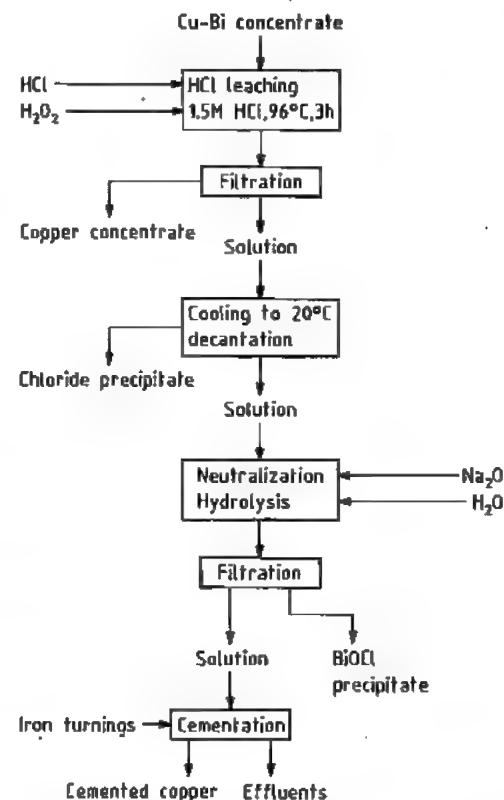 Cu-Bi concentrate
HCl
H₂O₂
HCl leaching
1.5M HCl,96°C,3h
Filtration
Copper concentrate
Solution
Cooling to 20°C
decantation
Chloride precipitate
Solution
Neutralization
Hydrolysis
Na₂O
H₂O
Filtration
Solution
BiOCl
precipitate
Iron turnings
Cementation
Cemented copper
Effluents